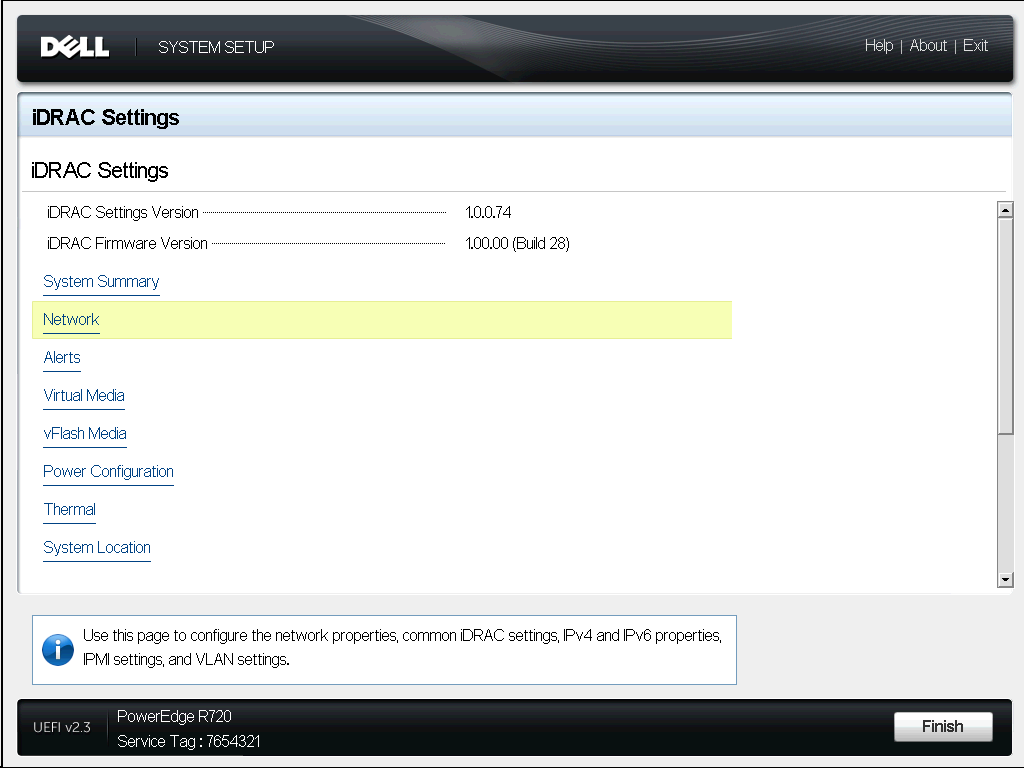 DELL SYSTEM SETUP Help | About | Exit
iDRAC Settings
iDRAC Settings
iDRAC Settings Version 1.0.0.74
iDRAC Firmware Version 1.00.00 (Build 28)
System Summary
Network
Alerts
Virtual Media
vFlash Media
Power Configuration
Thermal
System Location
Use this page to configure the network properties, common iDRAC settings, IPv4 and IPv6 properties,
IPMI settings, and VLAN settings.
UEFI v2.3
PowerEdge R720
Service Tag : 7654321
Finish